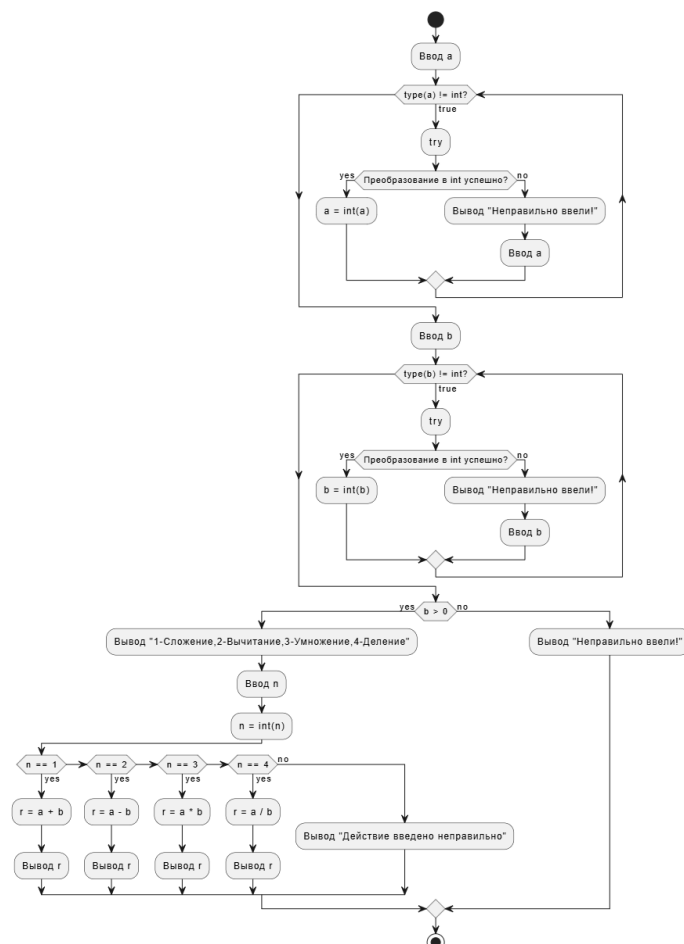 Ввод a
type(a) != int?
true
try
yes
Преобразование в int успешно?
no
a = int(a)
Вывод "Неправильно ввели!"
Ввод a
Ввод b
type(b) != int?
true
try
yes
Преобразование в int успешно?
no
b = int(b)
Вывод "Неправильно ввели!"
Ввод b
yes
b > 0
no
Вывод "1-Сложение,2-Вычитание,3-Умножение,4-Деление"
Вывод "Неправильно ввели!"
Ввод n
n = int(n)
n == 1
n == 2
n == 3
n == 4
no
yes
yes
yes
yes
r = a + b
r = a - b
r = a * b
r = a / b
Вывод "Действие введено неправильно"
Вывод r
Вывод r
Вывод r
Вывод r